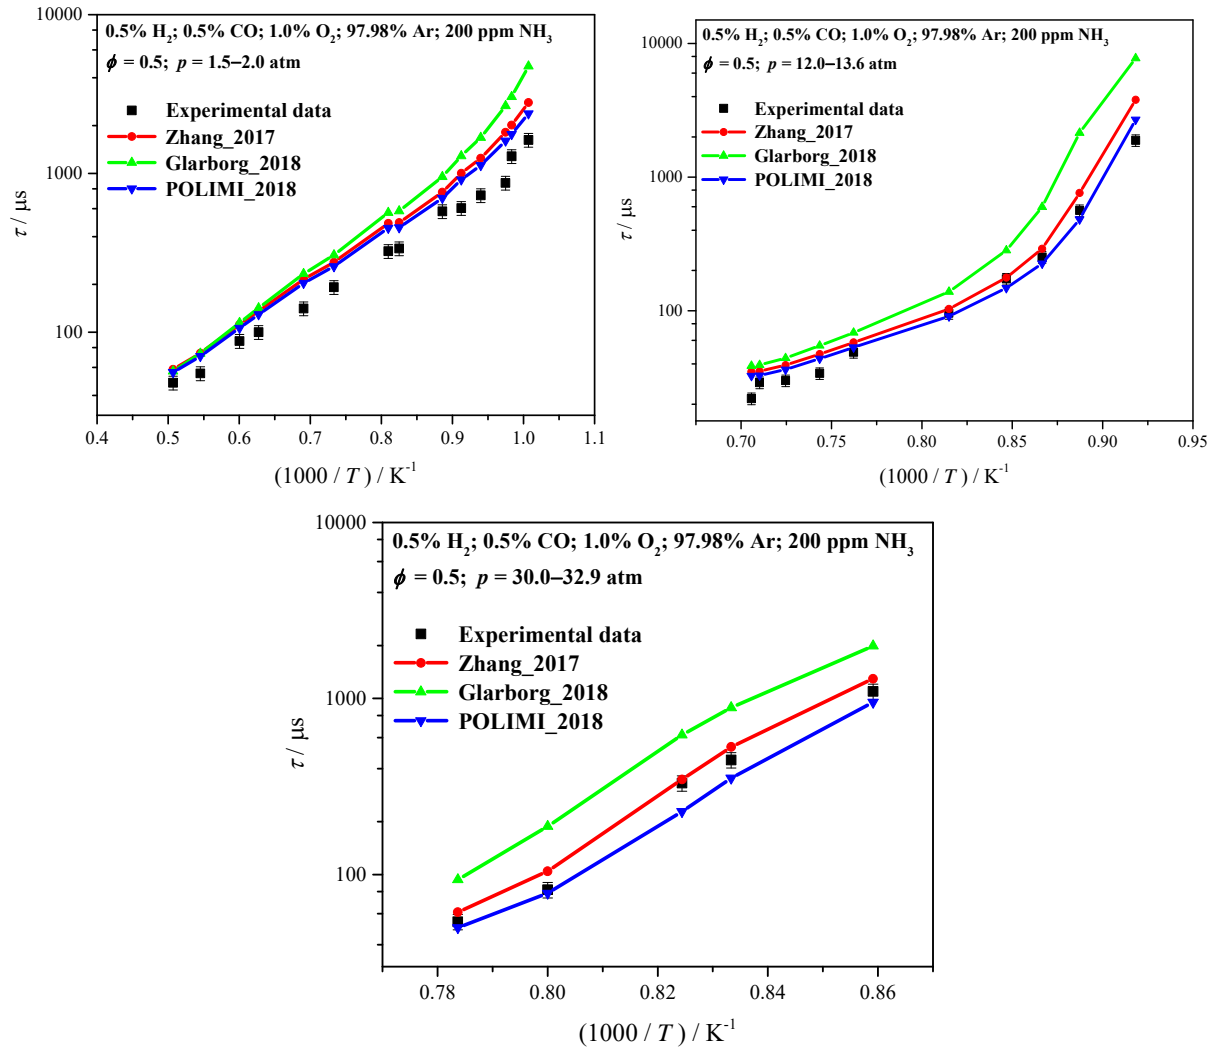 0.5% H2; 0.5% CO; 1.0% O2; 97.98% Ar; 200 ppm NH3
ϕ = 0.5; p = 1.5–2.0 atm
Experimental data
Zhang_2017
Glarborg_2018
POLIMI_2018
10000
1000
100
τ / μs
0.4 0.5 0.6 0.7 0.8 0.9 1.0 1.1
(1000 / T ) / K-1
0.5% H2; 0.5% CO; 1.0% O2; 97.98% Ar; 200 ppm NH3
ϕ = 0.5; p = 12.0–13.6 atm
Experimental data
Zhang_2017
Glarborg_2018
POLIMI_2018
10000
1000
100
τ / μs
0.70 0.75 0.80 0.85 0.90 0.95
(1000 / T ) / K-1
0.5% H2; 0.5% CO; 1.0% O2; 97.98% Ar; 200 ppm NH3
ϕ = 0.5; p = 30.0–32.9 atm
Experimental data
Zhang_2017
Glarborg_2018
POLIMI_2018
10000
1000
100
τ / μs
0.78 0.80 0.82 0.84 0.86
(1000 / T ) / K-1